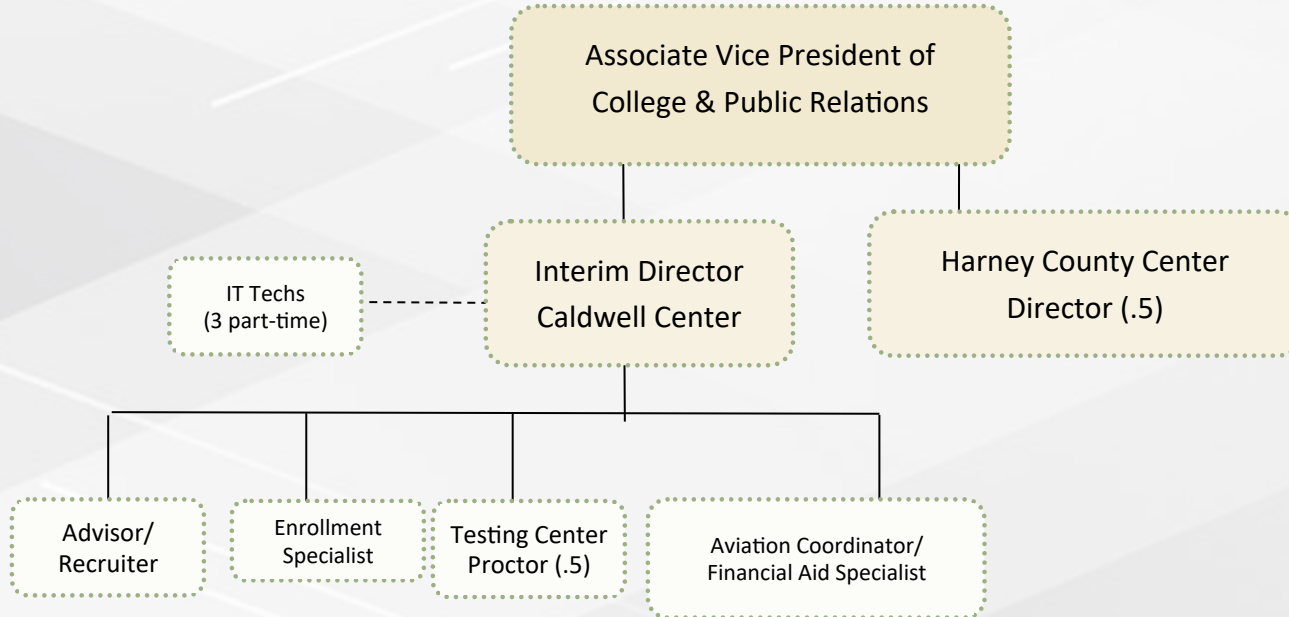 Associate Vice President of
College & Public Relations
Interim Director
Caldwell Center
Harney County Center
Director (.5)
IT Techs
(3 part-time)
Advisor/
Recruiter
Enrollment
Specialist
Testing Center
Proctor (.5)
Aviation Coordinator/
Financial Aid Specialist